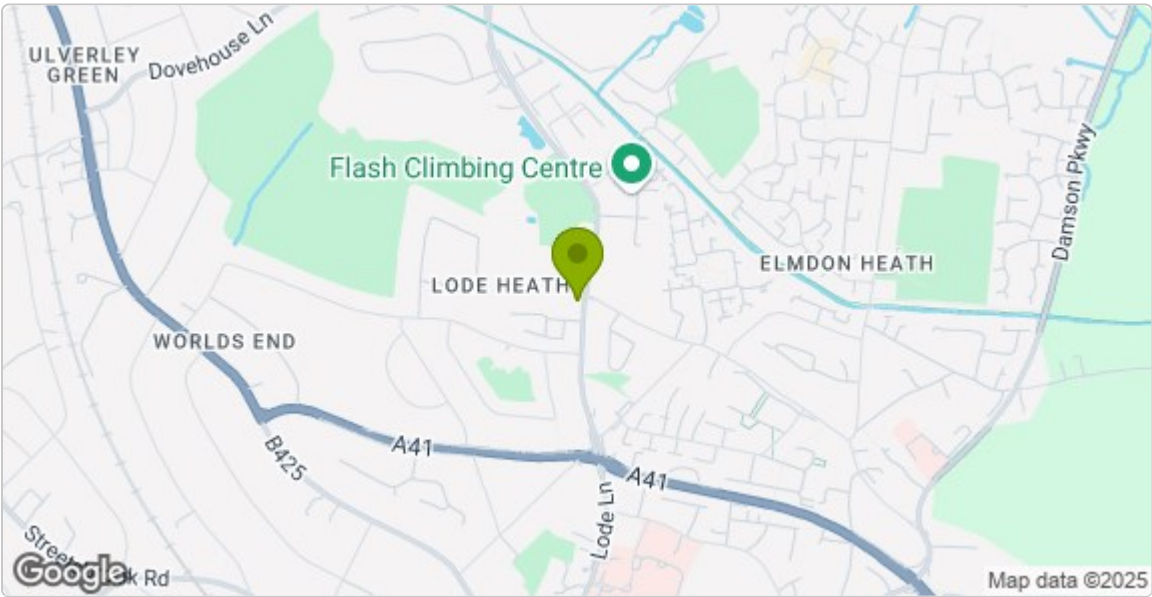 ULVERLEY
GREEN
Dovehouse Ln
Flash Climbing Centre
Damson Pkwy
ELMDON HEATH
LODE HEATH
WORLDS END
A41
B425
A41
Lode Ln
Rd
Google
Map data ©2025